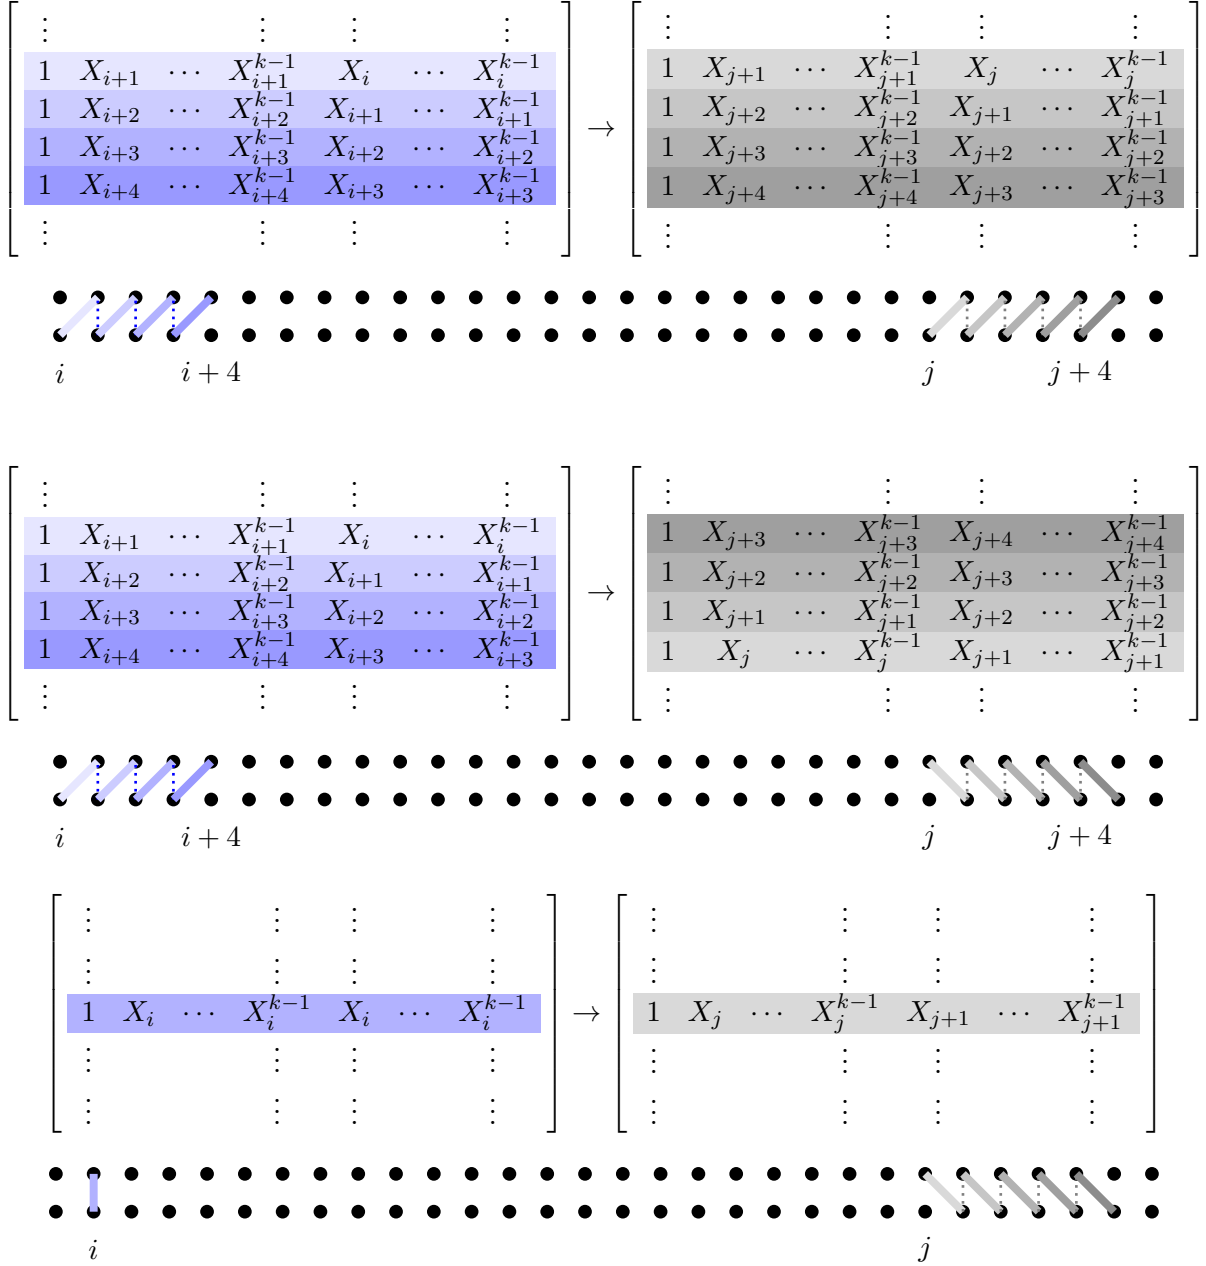 ⋮ ⋮ ⋮ ⋮ ⋮ ⋮ ⋮ ⋮
1 X_{i+1} ⋯ X_{i+1}^{k-1} X_i ⋯ X_i^{k-1} 1 X_{j+1} ⋯ X_{j+1}^{k-1} X_j ⋯ X_j^{k-1}
1 X_{i+2} ⋯ X_{i+2}^{k-1} X_{i+1} ⋯ X_{i+1}^{k-1} → 1 X_{j+2} ⋯ X_{j+2}^{k-1} X_{j+1} ⋯ X_{j+1}^{k-1}
1 X_{i+3} ⋯ X_{i+3}^{k-1} X_{i+2} ⋯ X_{i+2}^{k-1} 1 X_{j+3} ⋯ X_{j+3}^{k-1} X_{j+2} ⋯ X_{j+2}^{k-1}
1 X_{i+4} ⋯ X_{i+4}^{k-1} X_{i+3} ⋯ X_{i+3}^{k-1} 1 X_{j+4} ⋯ X_{j+4}^{k-1} X_{j+3} ⋯ X_{j+3}^{k-1}
⋮ ⋮ ⋮ ⋮ ⋮ ⋮ ⋮ ⋮
i i + 4 j j + 4
⋮ ⋮ ⋮ ⋮ ⋮ ⋮ ⋮ ⋮
1 X_{i+1} ⋯ X_{i+1}^{k-1} X_i ⋯ X_i^{k-1} 1 X_{j+3} ⋯ X_{j+3}^{k-1} X_{j+4} ⋯ X_{j+4}^{k-1}
1 X_{i+2} ⋯ X_{i+2}^{k-1} X_{i+1} ⋯ X_{i+1}^{k-1} → 1 X_{j+2} ⋯ X_{j+2}^{k-1} X_{j+3} ⋯ X_{j+3}^{k-1}
1 X_{i+3} ⋯ X_{i+3}^{k-1} X_{i+2} ⋯ X_{i+2}^{k-1} 1 X_{j+1} ⋯ X_{j+1}^{k-1} X_{j+2} ⋯ X_{j+2}^{k-1}
1 X_{i+4} ⋯ X_{i+4}^{k-1} X_{i+3} ⋯ X_{i+3}^{k-1} 1 X_j ⋯ X_j^{k-1} X_{j+1} ⋯ X_{j+1}^{k-1}
⋮ ⋮ ⋮ ⋮ ⋮ ⋮ ⋮ ⋮
i i + 4 j j + 4
⋮ ⋮ ⋮ ⋮ ⋮ ⋮ ⋮ ⋮
⋮ ⋮ ⋮ ⋮ ⋮ ⋮ ⋮ ⋮
1 X_i ⋯ X_i^{k-1} X_i ⋯ X_i^{k-1} → 1 X_j ⋯ X_j^{k-1} X_{j+1} ⋯ X_{j+1}^{k-1}
⋮ ⋮ ⋮ ⋮ ⋮ ⋮ ⋮ ⋮
⋮ ⋮ ⋮ ⋮ ⋮ ⋮ ⋮ ⋮
i j